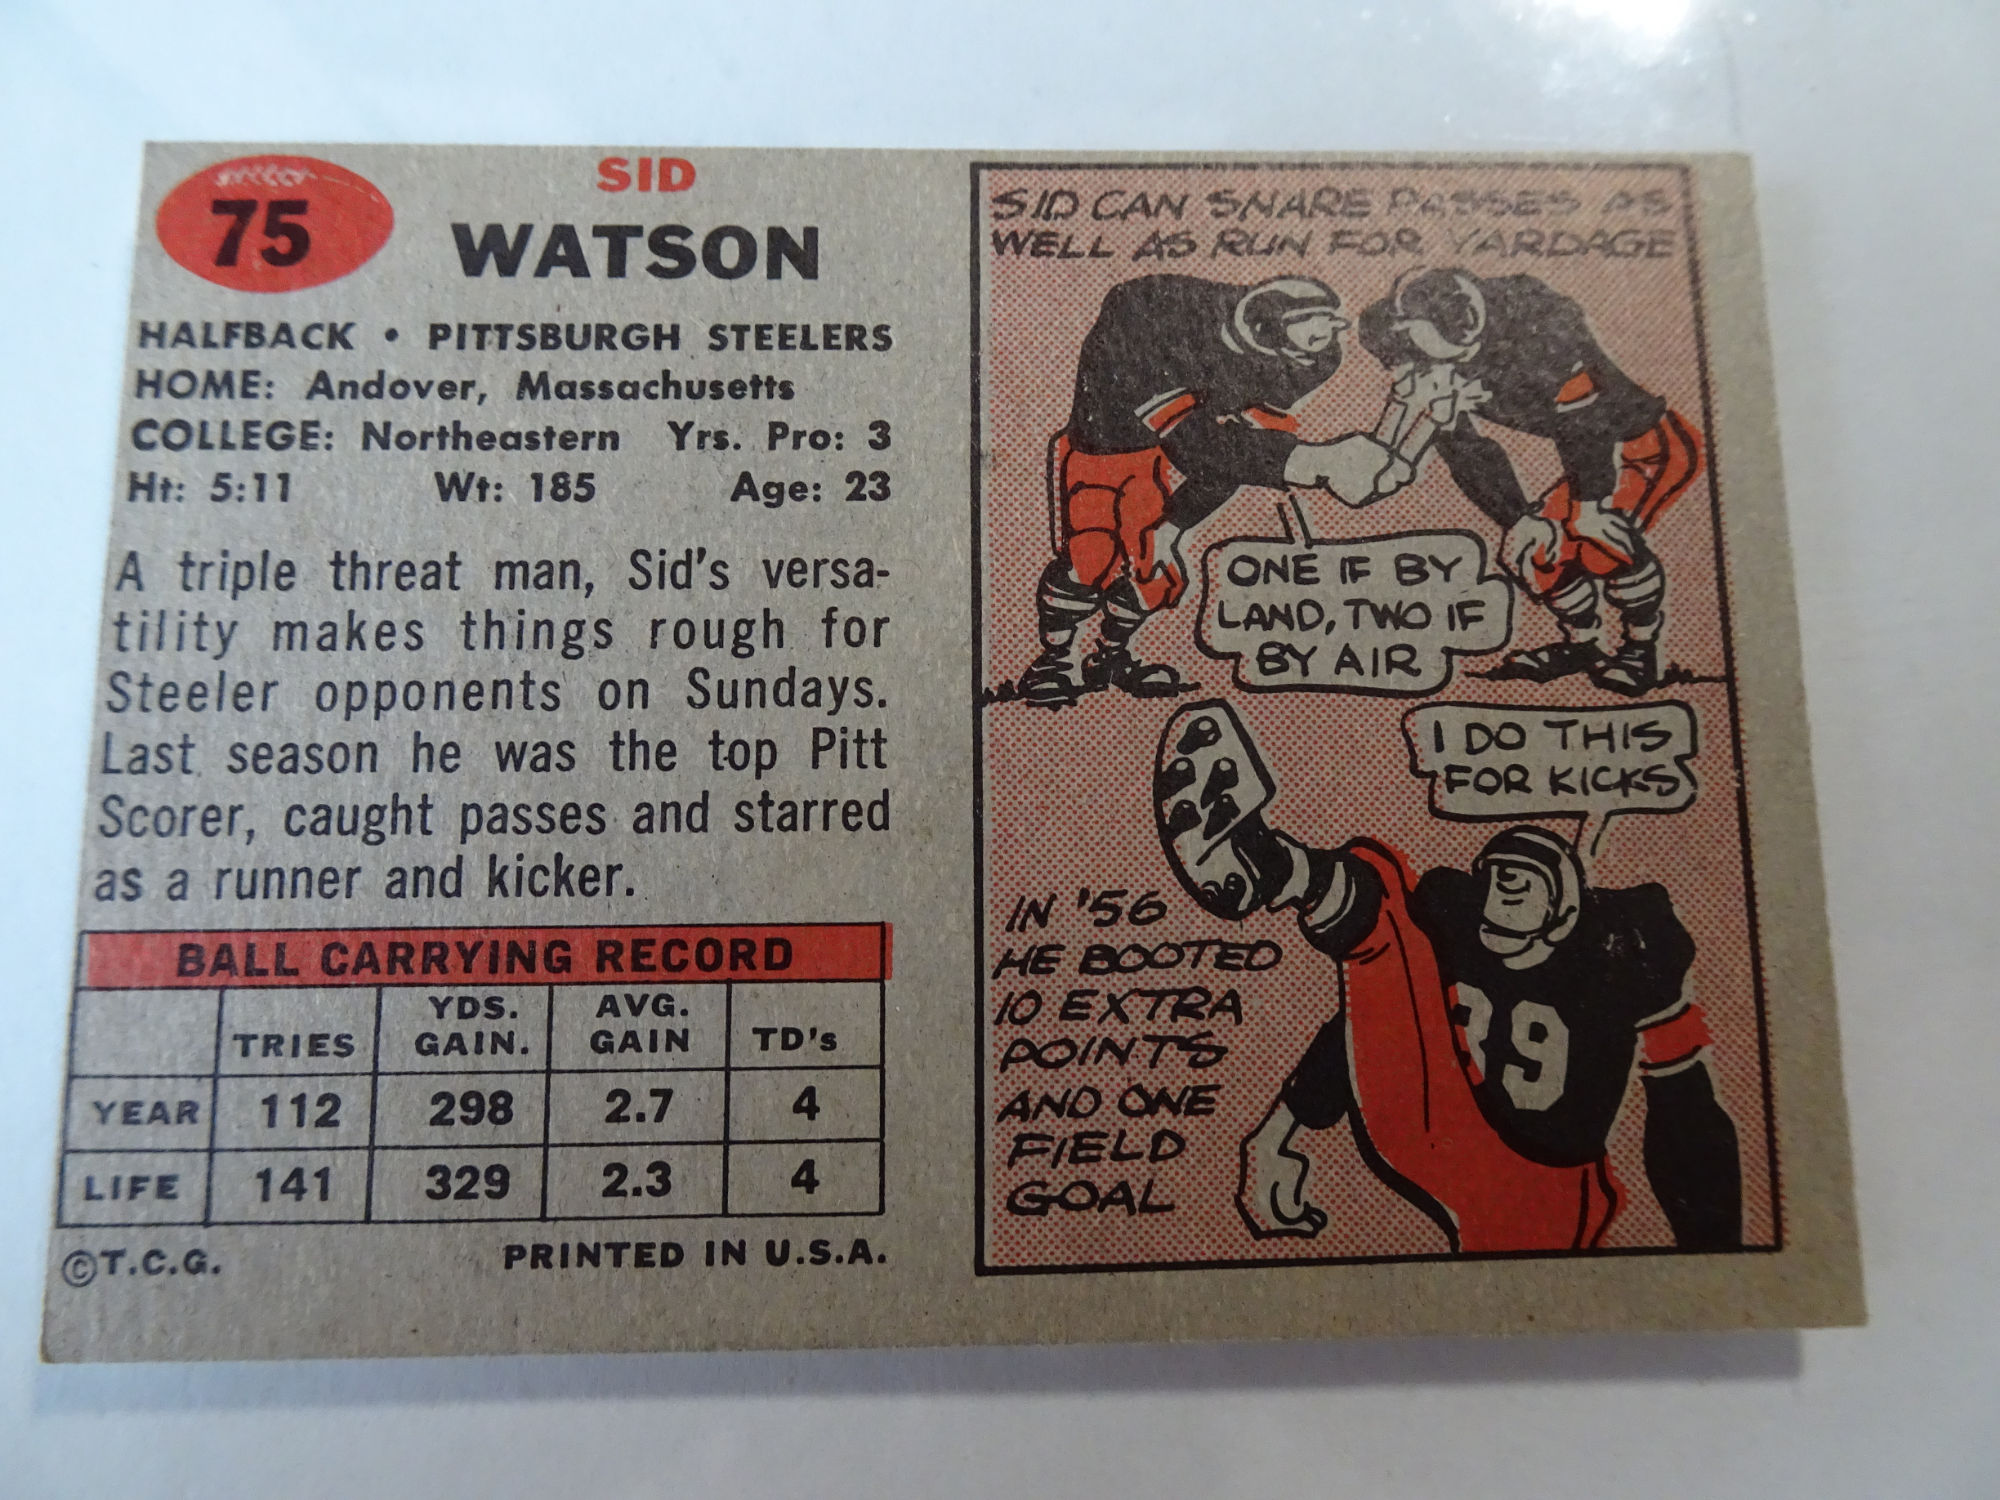 75
SID
WATSON
HALFBACK • PITTSBURGH STEELERS
HOME: Andover, Massachusetts
COLLEGE: Northeastern Yrs. Pro: 3
Ht: 5:11 Wt: 185 Age: 23
A triple threat man, Sid's versa-
tility makes things rough for
Steeler opponents on Sundays.
Last season he was the top Pitt
Scorer, caught passes and starred
as a runner and kicker.
BALL CARRYING RECORD
TRIES YDS. GAIN. AVG. GAIN TD's
YEAR 112 298 2.7 4
LIFE 141 329 2.3 4
©T.C.G. PRINTED IN U.S.A.
SID CAN SNARE PASSES AS
WELL AS RUN FOR YARDAGE
ONE IF BY
LAND, TWO IF
BY AIR
I DO THIS
FOR KICKS
IN '56
HE BOOTED
10 EXTRA
POINTS
AND ONE
FIELD
GOAL
39